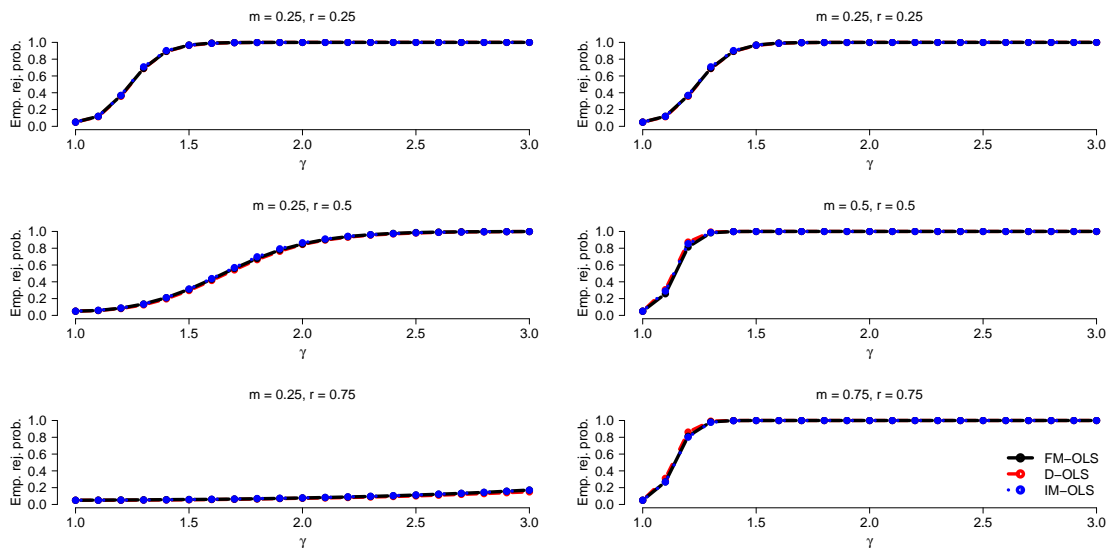 m = 0.25, r = 0.25
Emp. rej. prob.
1.0
0.8
0.6
0.4
0.2
0.0
1.0 1.5 2.0 2.5 3.0
γ
m = 0.25, r = 0.25
Emp. rej. prob.
1.0
0.8
0.6
0.4
0.2
0.0
1.0 1.5 2.0 2.5 3.0
γ
m = 0.25, r = 0.5
Emp. rej. prob.
1.0
0.8
0.6
0.4
0.2
0.0
1.0 1.5 2.0 2.5 3.0
γ
m = 0.5, r = 0.5
Emp. rej. prob.
1.0
0.8
0.6
0.4
0.2
0.0
1.0 1.5 2.0 2.5 3.0
γ
m = 0.25, r = 0.75
Emp. rej. prob.
1.0
0.8
0.6
0.4
0.2
0.0
1.0 1.5 2.0 2.5 3.0
γ
m = 0.75, r = 0.75
Emp. rej. prob.
1.0
0.8
0.6
0.4
0.2
0.0
1.0 1.5 2.0 2.5 3.0
γ
FM−OLS
D−OLS
IM−OLS